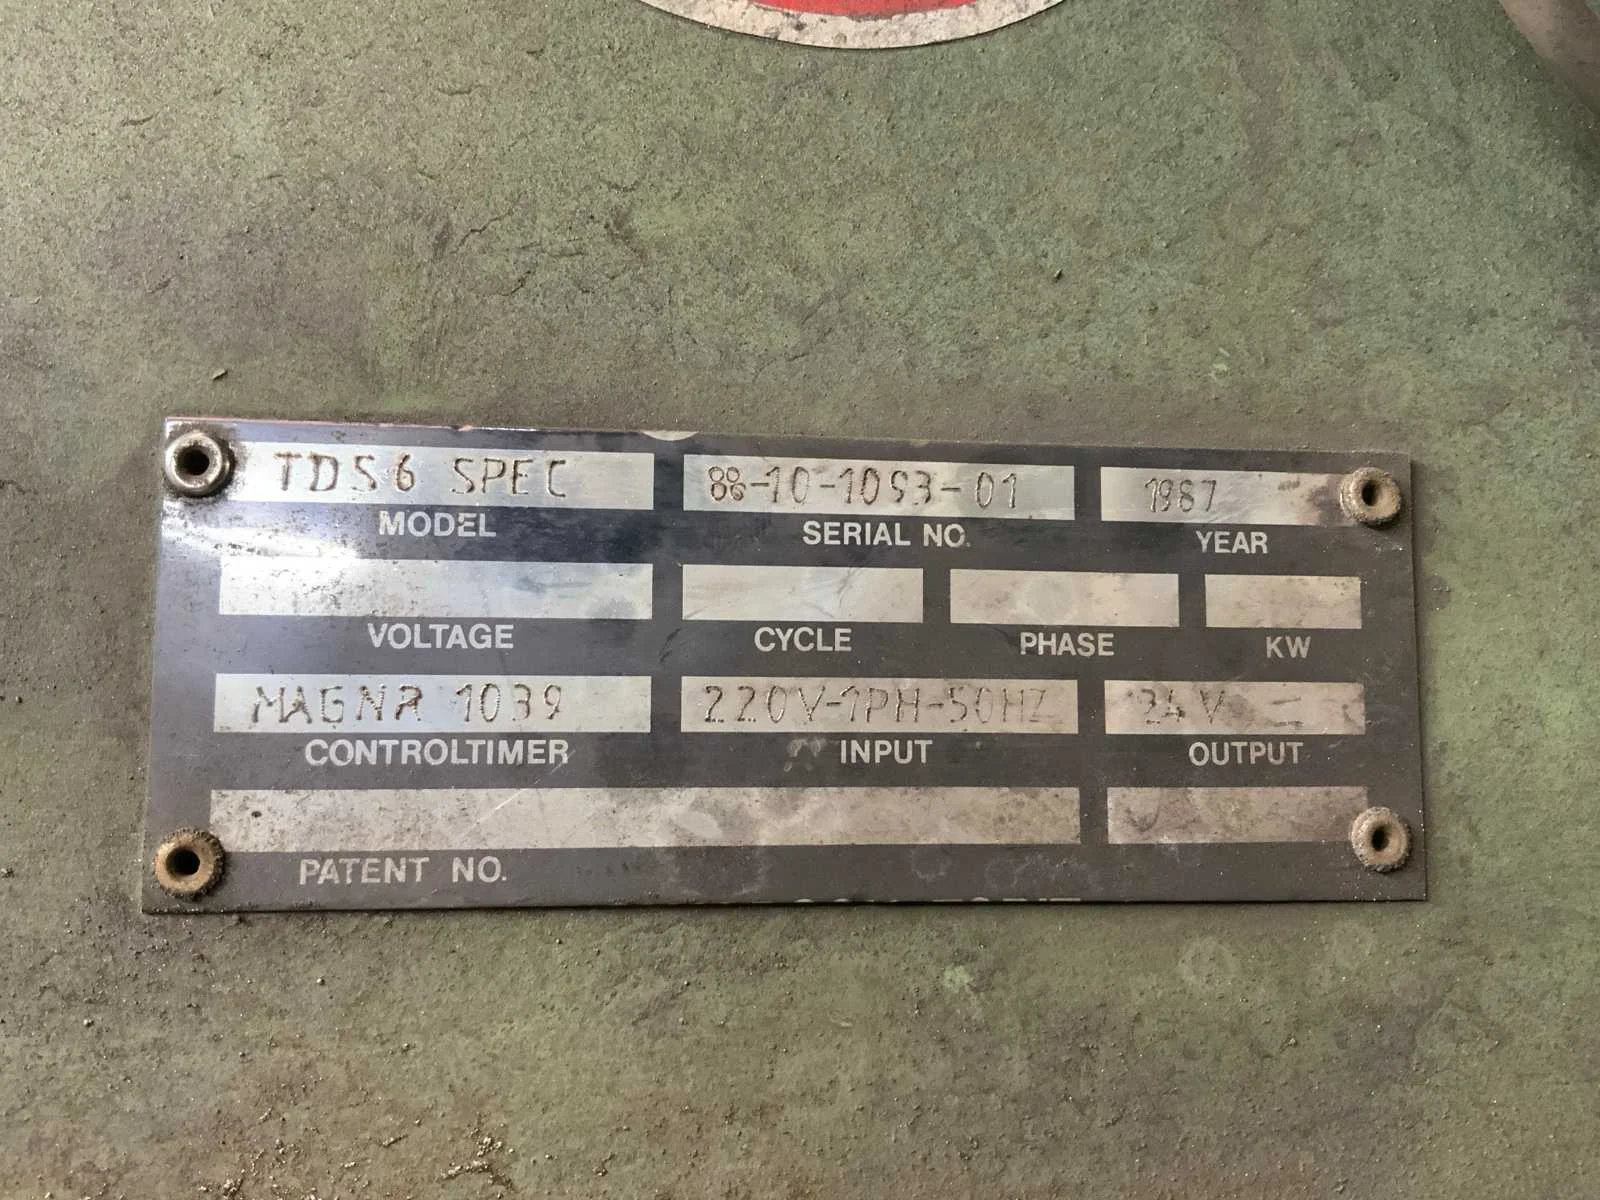 TDS6 SPEC 88-10-1093-01 1987
MODEL SERIAL NO. YEAR
VOLTAGE CYCLE PHASE KW
MAGNA 1039 220V-1PH-50HZ 24V =
CONTROLTIMER INPUT OUTPUT
PATENT NO.